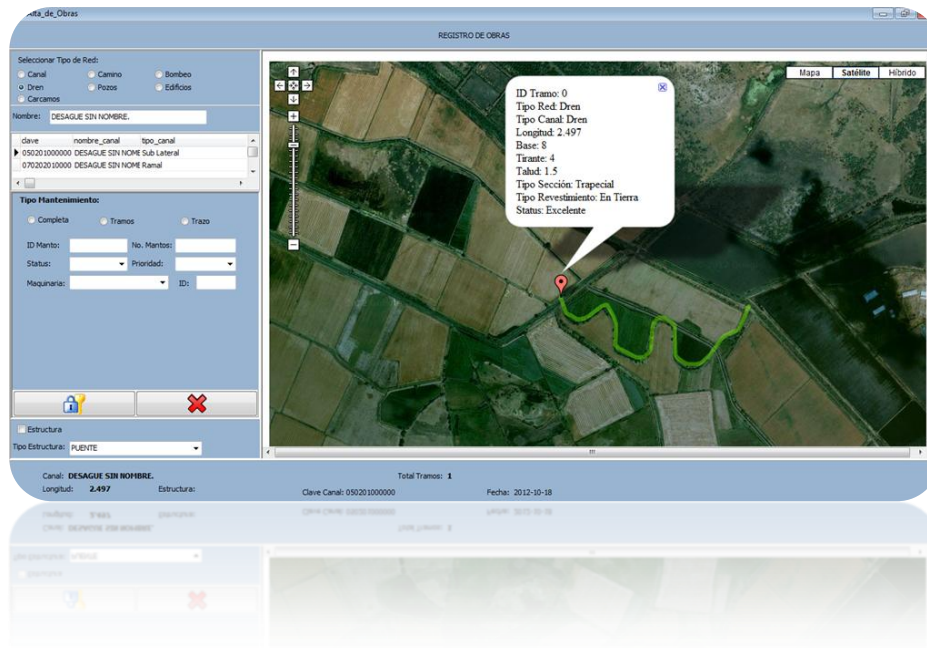 Alta_de_Obras
REGISTRO DE OBRAS
Seleccionar Tipo de Red:
Canal Camino Bombeo
Dren Pozos Edificios
Carcamos
Nombre: DESAGUE SIN NOMBRE.
clave nombre_canal tipo_canal
050201000000 DESAGUE SIN NOME Sub Lateral
070202010000 DESAGUE SIN NOME Ramal
Tipo Mantenimiento:
Completa Tramos Trazo
ID Manto: No. Mantos:
Status: Prioridad:
Maquinaria: ID:
Estructura
Tipo Estructura: PUENTE
Mapa Satélite Híbrido
ID Tramo: 0
Tipo Red: Dren
Tipo Canal: Dren
Longitud: 2.497
Base: 8
Tirante: 4
Talud: 1.5
Tipo Sección: Trapecial
Tipo Revestimiento: En Tierra
Status: Excelente
Canal: DESAGUE SIN NOMBRE. Total Tramos: 1
Longitud: 2.497 Estructura: Clave Canal: 050201000000 Fecha: 2012-10-18